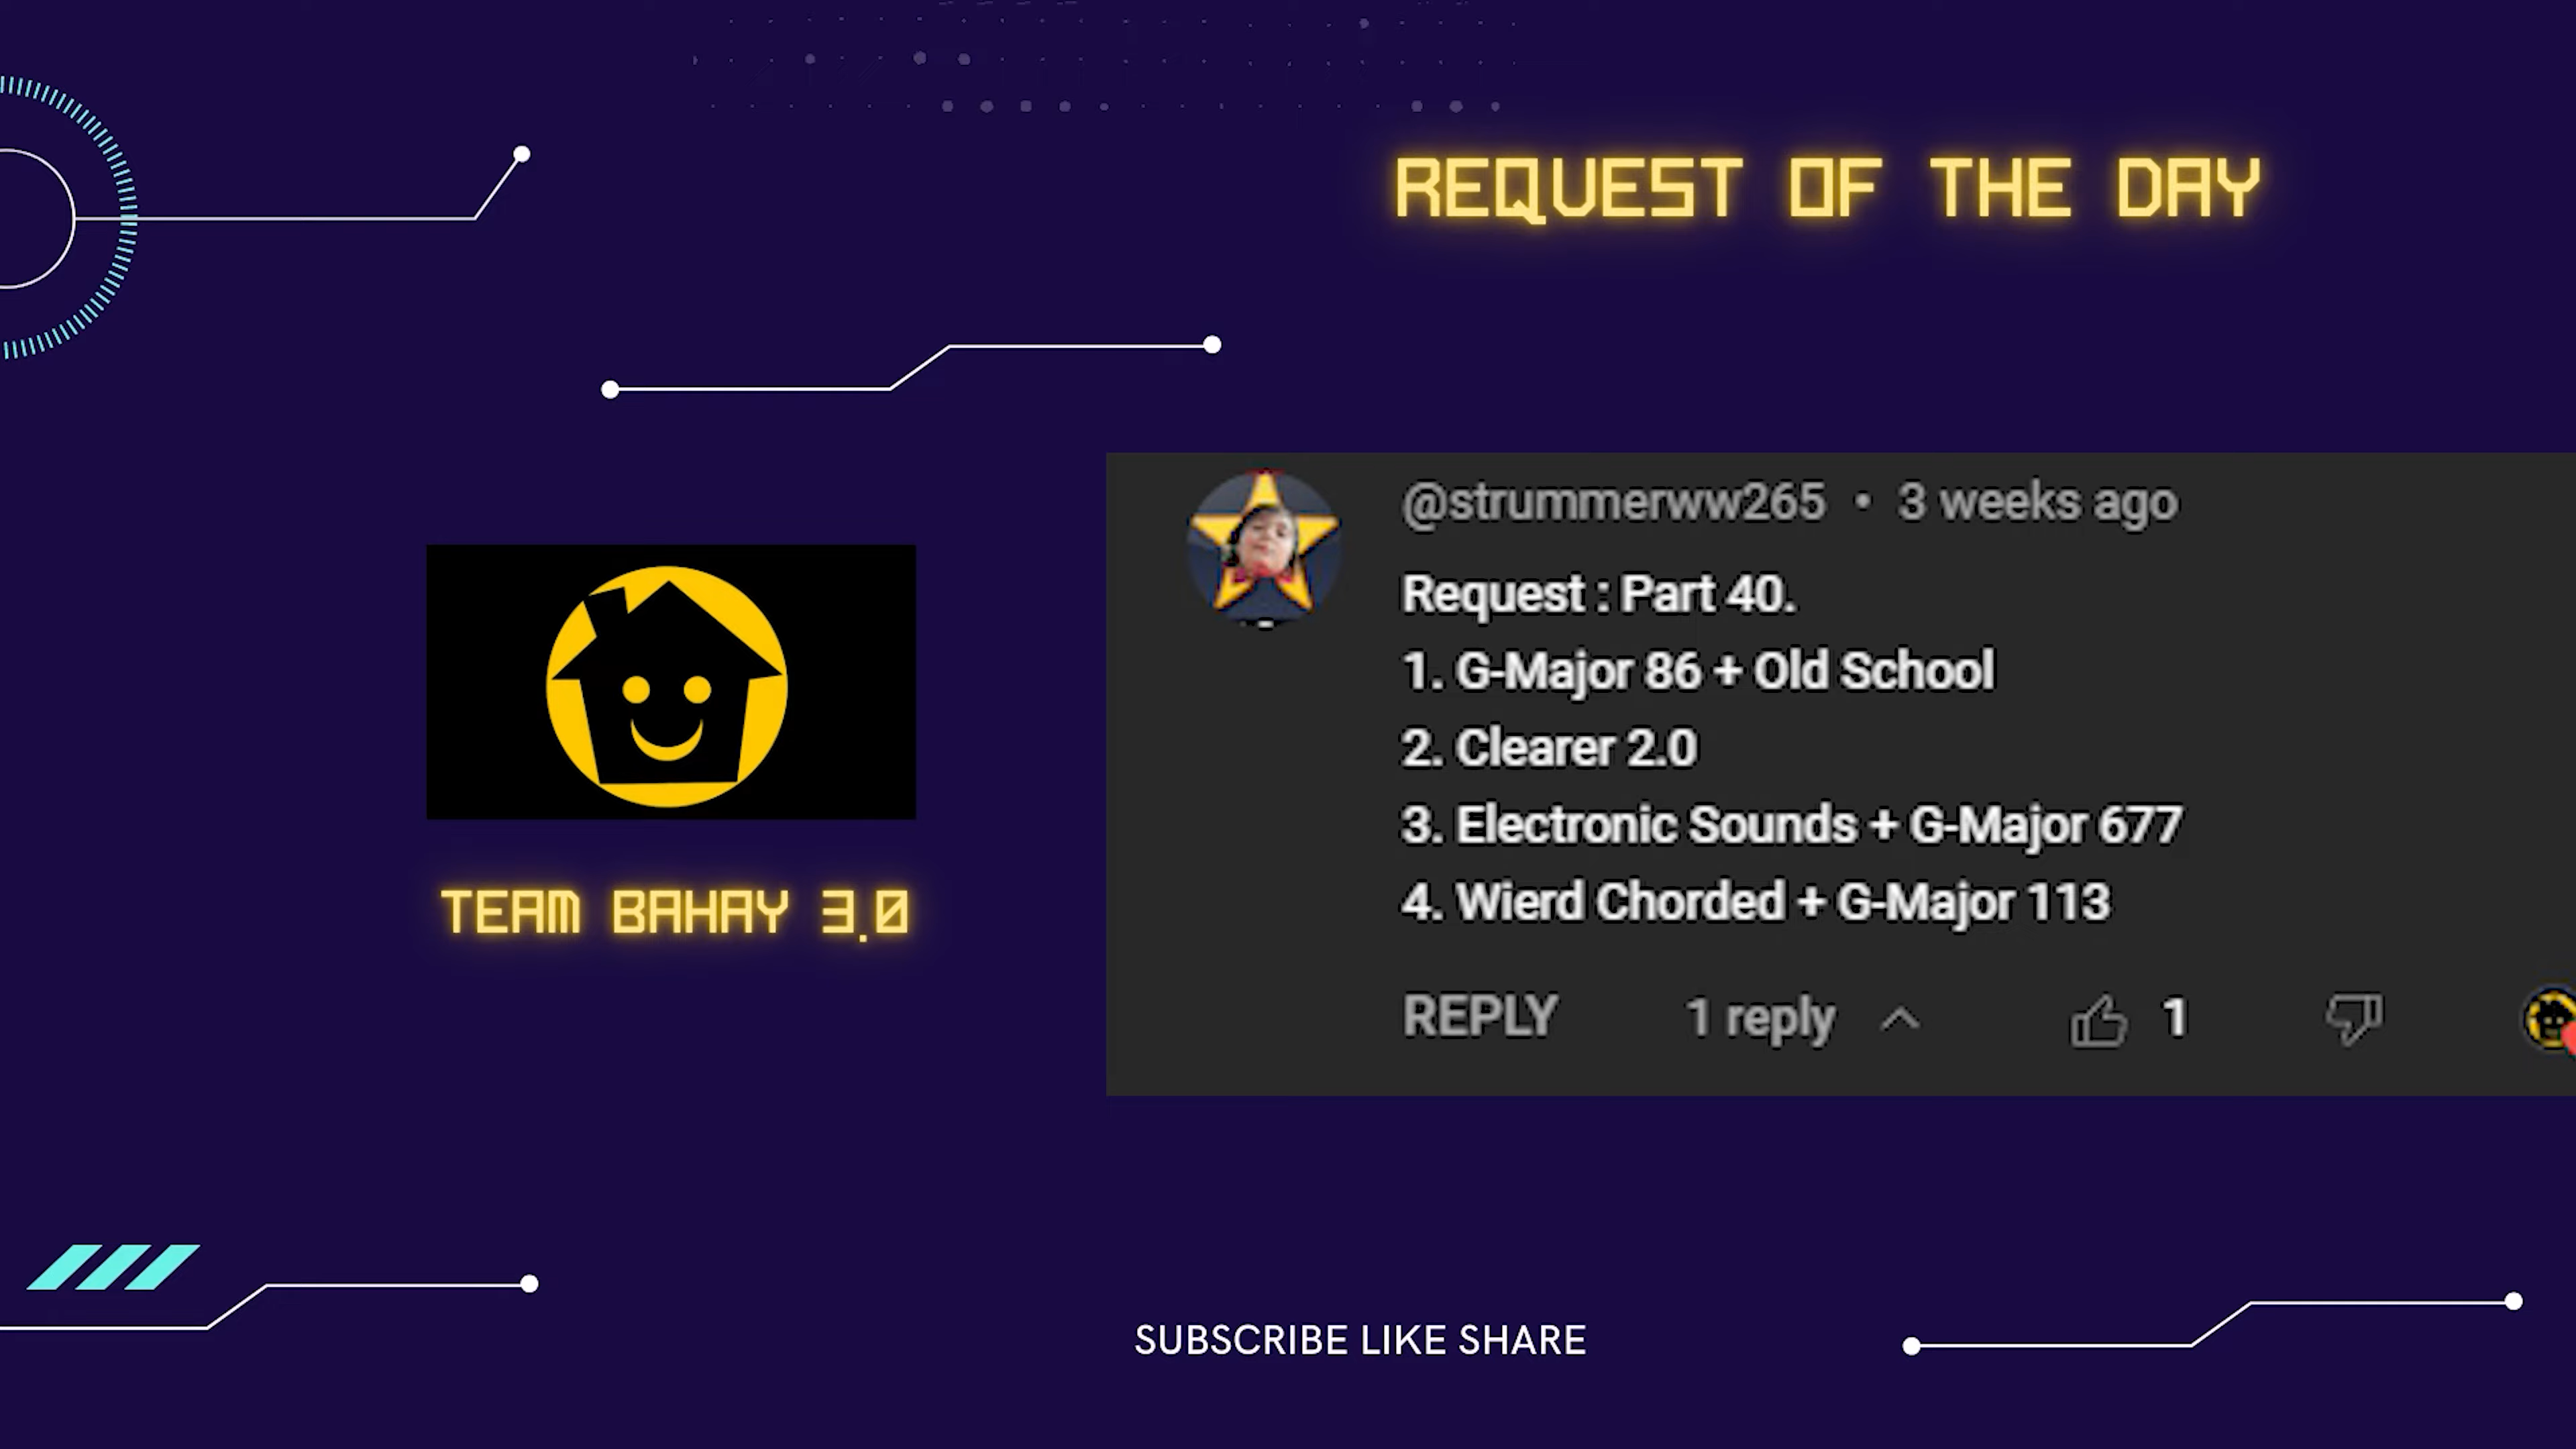 REQUEST OF THE DAY
@strummerww265 • 3 weeks ago
Request : Part 40.
1. G-Major 86 + Old School
2. Clearer 2.0
3. Electronic Sounds + G-Major 677
4. Wierd Chorded + G-Major 113
REPLY 1 reply 1
TEAM BAHAY 3.0
SUBSCRIBE LIKE SHARE